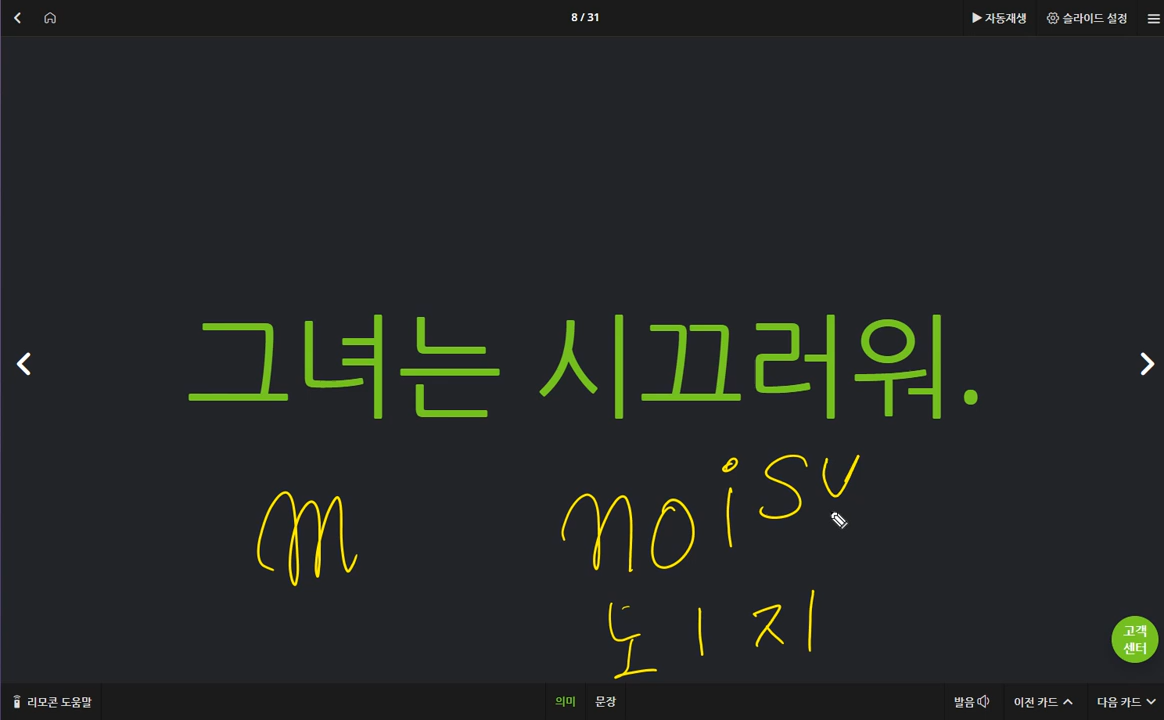 8 / 31
자동재생
슬라이드 설정
그녀는 시끄러워.
m noisy
노이지
고객
센터
리모콘 도움말
의미
문장
발음
이전 카드
다음 카드